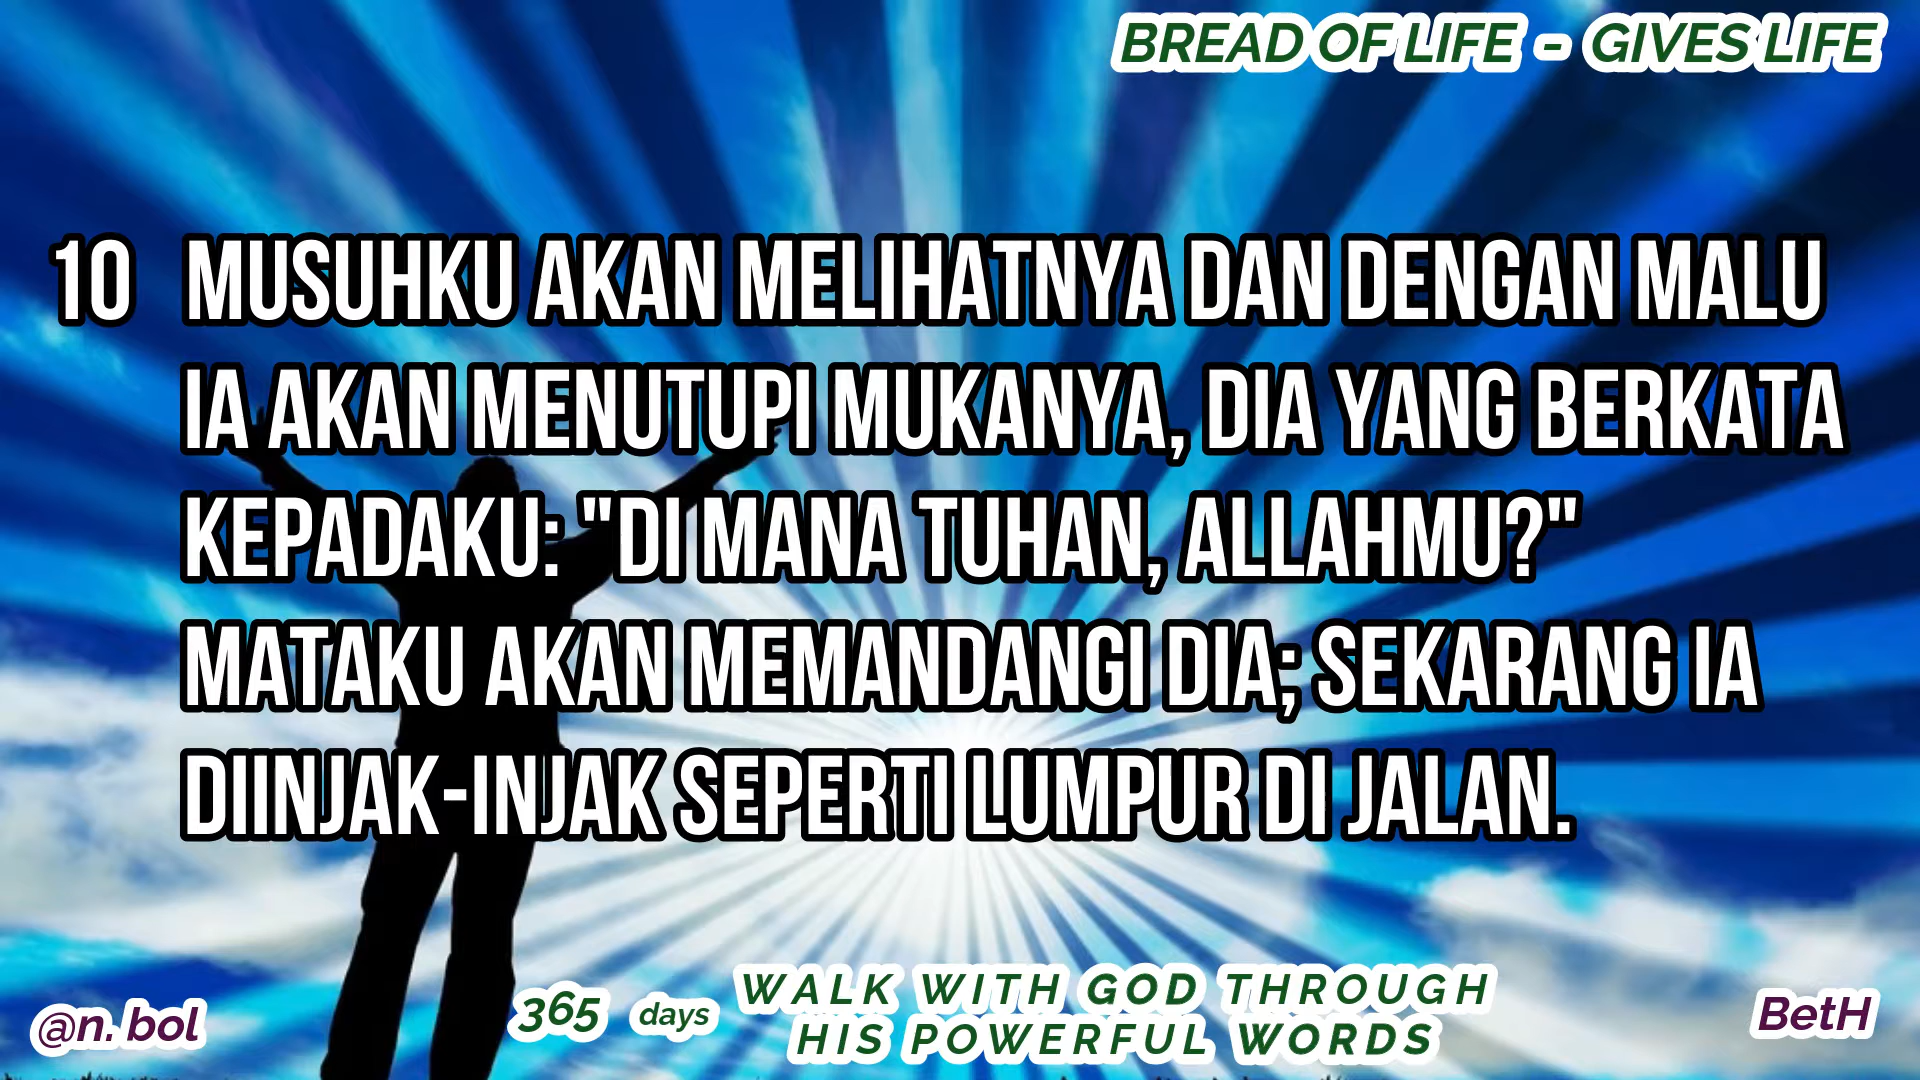 BREAD OF LIFE - GIVES LIFE
10 MUSUHKU AKAN MELIHATNYA DAN DENGAN MALU
IA AKAN MENUTUPI MUKANYA, DIA YANG BERKATA
KEPADAKU: "DI MANA TUHAN, ALLAHMU?"
MATAKU AKAN MEMANDANGI DIA; SEKARANG IA
DIINJAK-INJAK SEPERTI LUMPUR DI JALAN.
@n. bol
365 days
WALK WITH GOD THROUGH
HIS POWERFUL WORDS
BetH